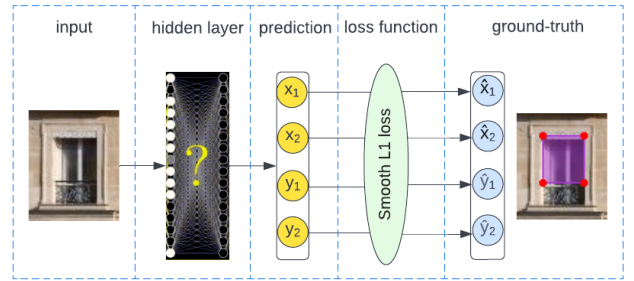 input
hidden layer
prediction
loss function
ground-truth
?
x₁
x₂
y₁
y₂
Smooth L1 loss
x̂₁
x̂₂
ŷ₁
ŷ₂